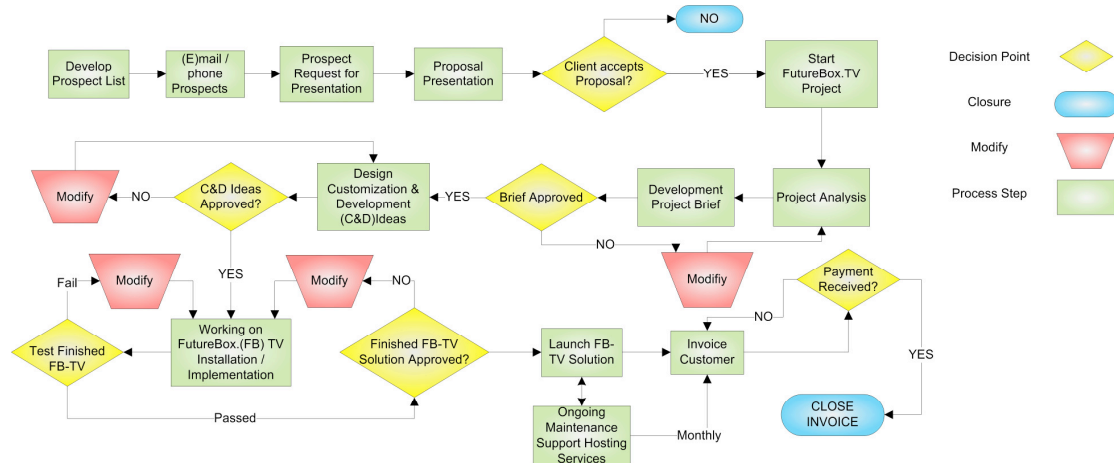 NO
Develop
Prospect List
(E)mail /
phone
Prospects
Prospect
Request for
Presentation
Proposal
Presentation
Client accepts
Proposal?
YES
Start
FutureBox.TV
Project
Decision Point
Closure
Modify
Process Step
Modify
NO
C&D Ideas
Approved?
Design
Customization &
Development
(C&D)Ideas
YES
Brief Approved
Development
Project Brief
Project Analysis
NO
Modifiy
YES
Fail
Modify
Modify
NO
Payment
Received?
NO
YES
Test Finished
FB-TV
Working on
FutureBox.(FB) TV
Installation /
Implementation
Finished FB-TV
Solution Approved?
Launch FB-
TV Solution
Invoice
Customer
Passed
Ongoing
Maintenance
Support Hosting
Services
Monthly
CLOSE
INVOICE